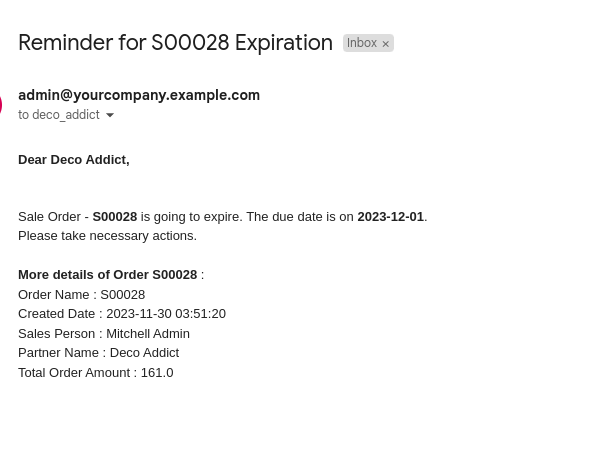 Reminder for S00028 Expiration Inbox ×
admin@yourcompany.example.com
to deco_addict
Dear Deco Addict,
Sale Order - S00028 is going to expire. The due date is on 2023-12-01.
Please take necessary actions.
More details of Order S00028 :
Order Name : S00028
Created Date : 2023-11-30 03:51:20
Sales Person : Mitchell Admin
Partner Name : Deco Addict
Total Order Amount : 161.0